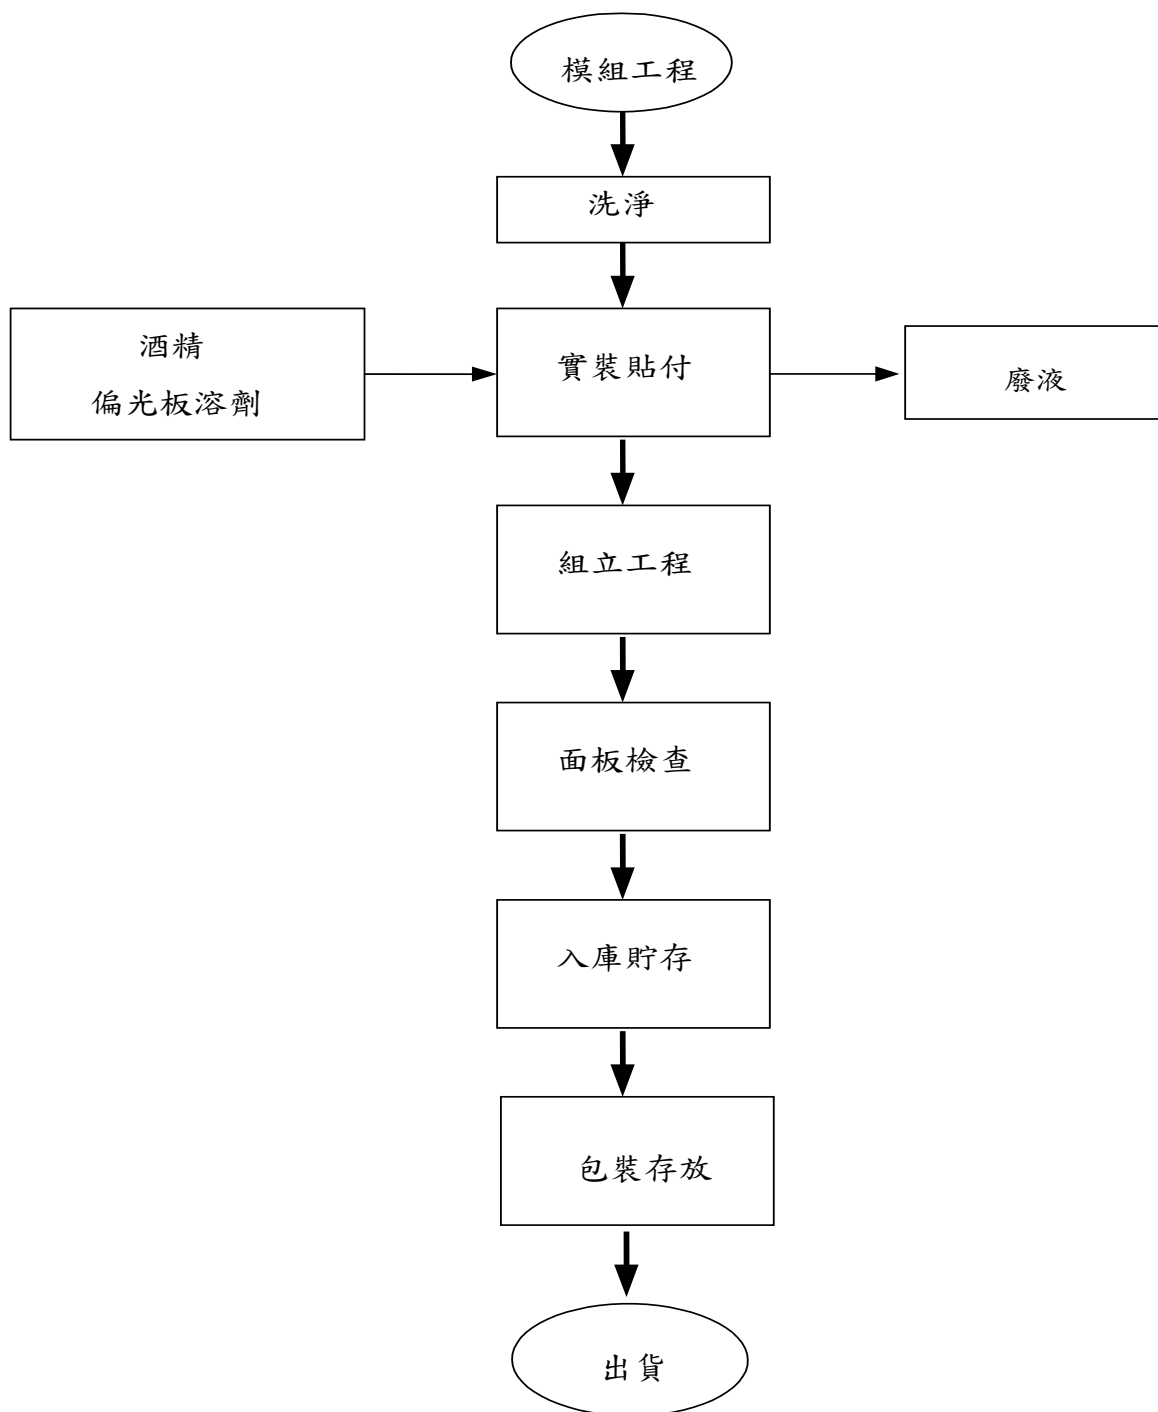 模組工程
洗淨
酒精
偏光板溶劑
實裝貼付
廢液
組立工程
面板檢查
入庫貯存
包裝存放
出貨